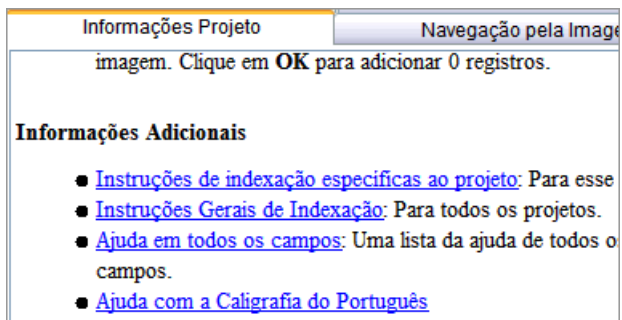 Informações Projeto
Navegação pela Image
imagem. Clique em OK para adicionar 0 registros.
Informações Adicionais
Instruções de indexação específicas ao projeto: Para esse
Instruções Gerais de Indexação: Para todos os projetos.
Ajuda em todos os campos: Uma lista da ajuda de todos o
campos.
Ajuda com a Caligrafia do Português